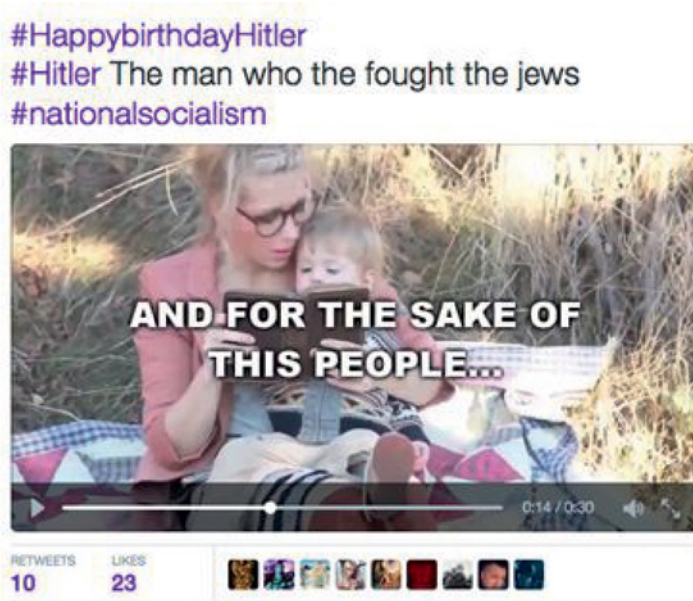 #HappybirthdayHitler
#Hitler The man who the fought the jews
#nationalsocialism
AND FOR THE SAKE OF
THIS PEOPLE...
0:14 / 0:30
RETWEETS LIKES
10 23